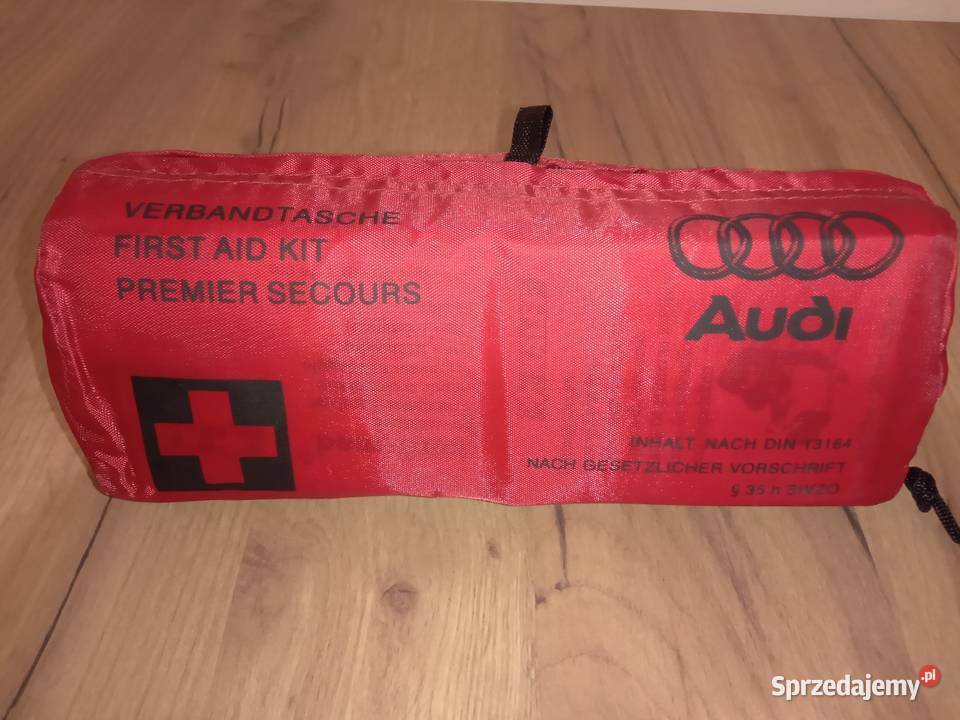 VERBANDTASCHE
FIRST AID KIT
PREMIER SECOURS
Audi
INHALT NACH DIN 13164
NACH GESETZLICHER VORSCHRIFT
§ 35 h StVZO
Sprzedajemy.pl